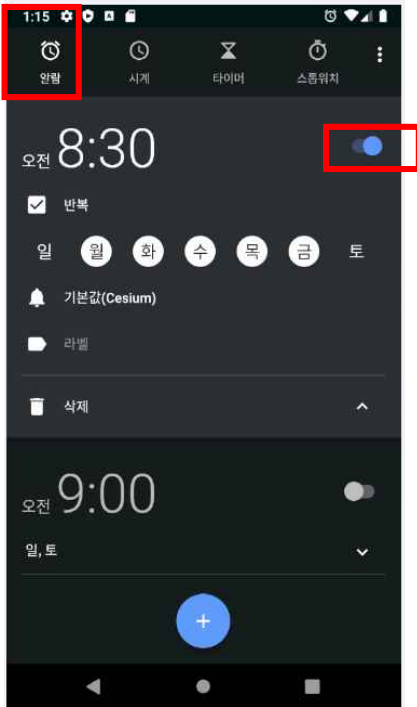 1:15
알람 시계 타이머 스톱워치
오전 8:30
반복
일 월 화 수 목 금 토
기본값(Cesium)
라벨
삭제
오전 9:00
일, 토
+